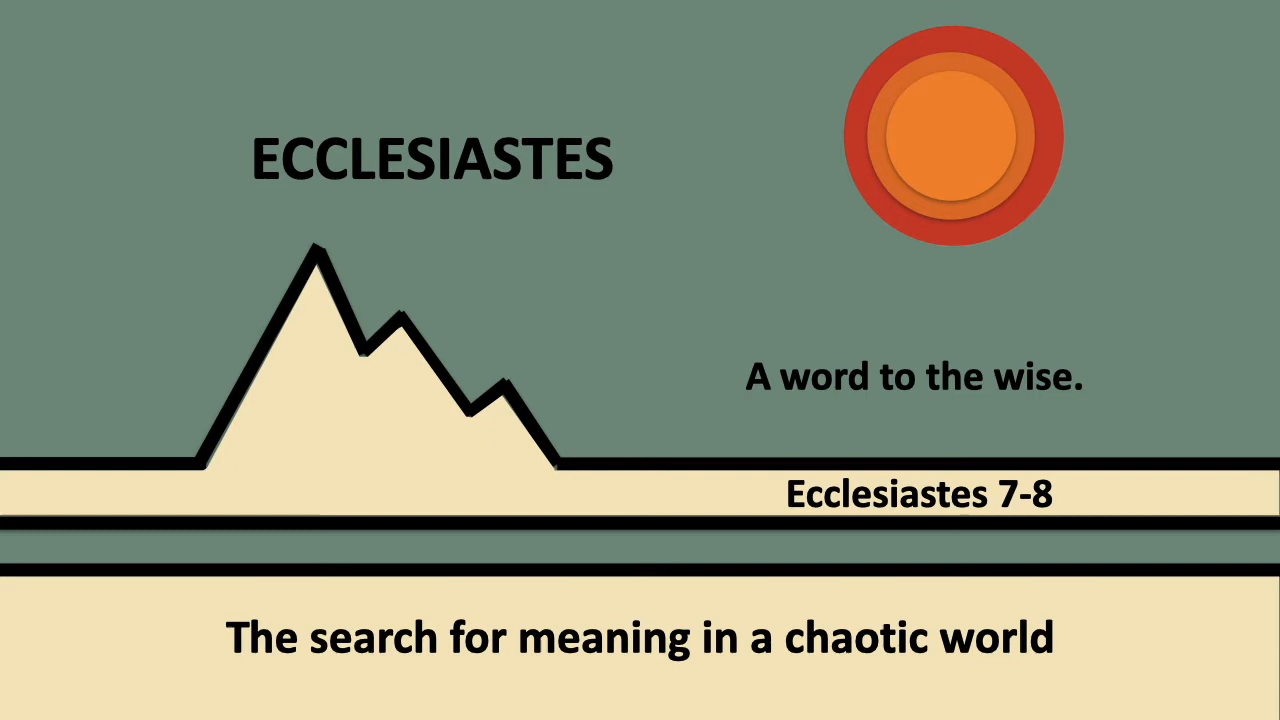 ECCLESIASTES
A word to the wise.
Ecclesiastes 7-8
The search for meaning in a chaotic world